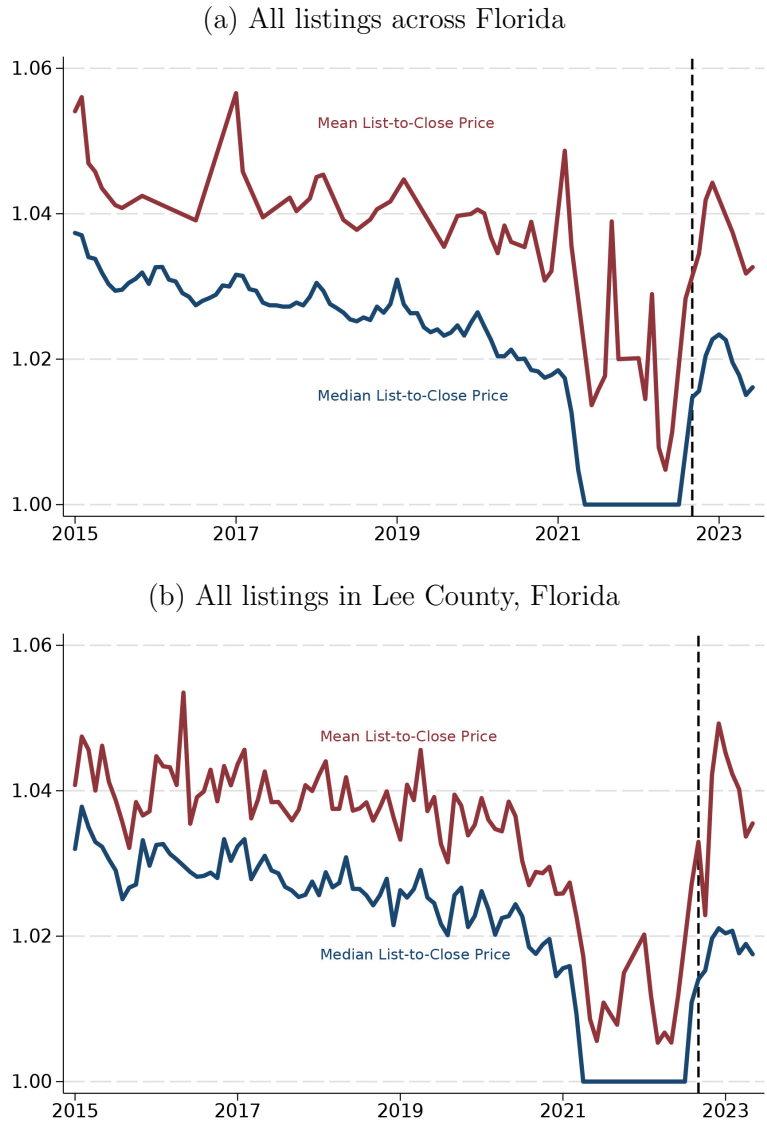 (a) All listings across Florida
1.06
Mean List-to-Close Price
1.04
1.02
Median List-to-Close Price
1.00
2015 2017 2019 2021 2023
(b) All listings in Lee County, Florida
1.06
Mean List-to-Close Price
1.04
1.02
Median List-to-Close Price
1.00
2015 2017 2019 2021 2023